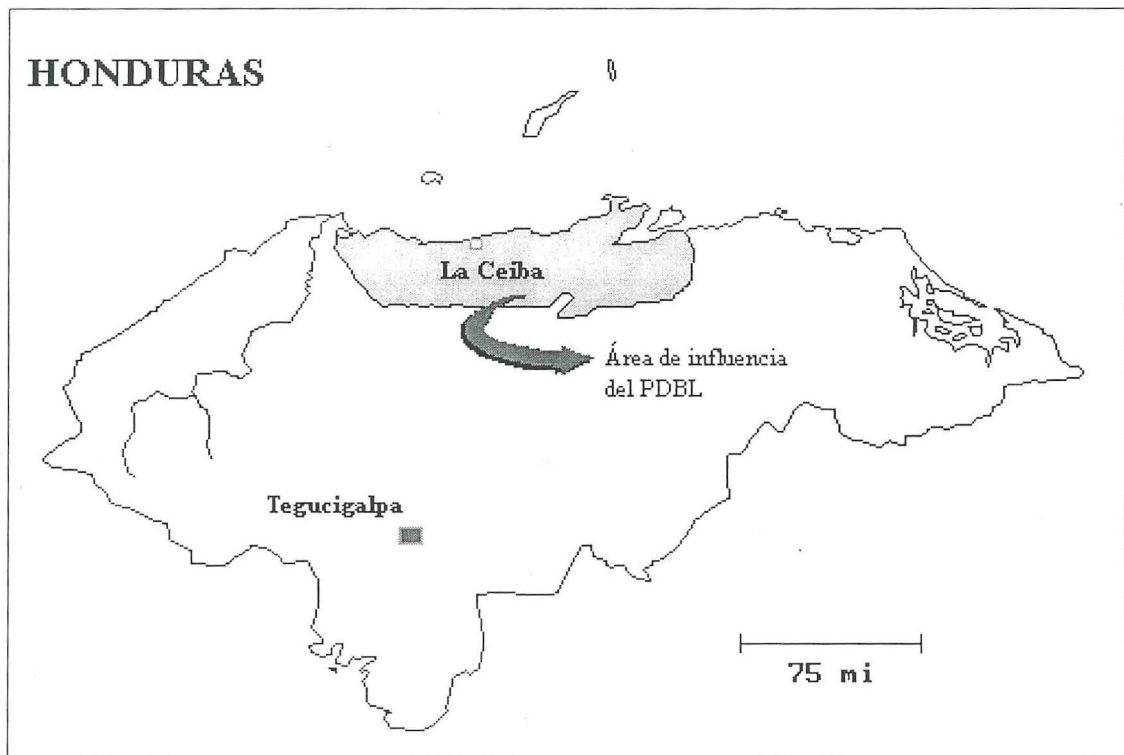 HONDURAS
La Ceiba
Área de influencia
del PDBL
Tegucigalpa
75 mi